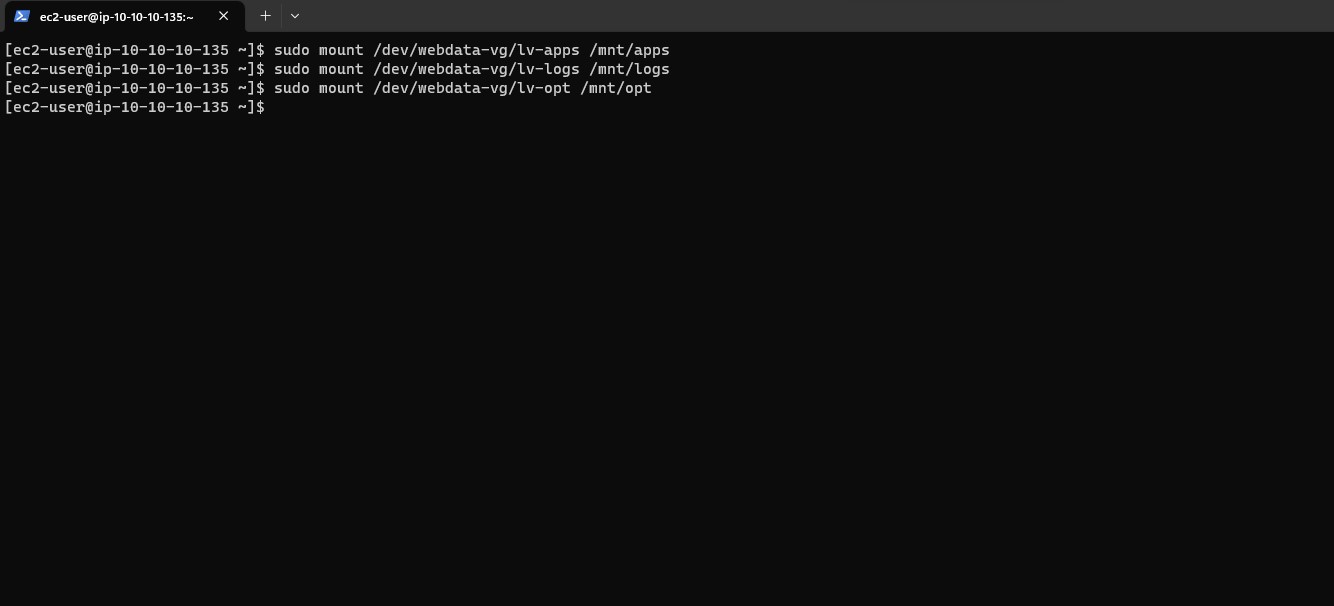 ec2-user@ip-10-10-10-135:~
[ec2-user@ip-10-10-10-135 ~]$ sudo mount /dev/webdata-vg/lv-apps /mnt/apps
[ec2-user@ip-10-10-10-135 ~]$ sudo mount /dev/webdata-vg/lv-logs /mnt/logs
[ec2-user@ip-10-10-10-135 ~]$ sudo mount /dev/webdata-vg/lv-opt /mnt/opt
[ec2-user@ip-10-10-10-135 ~]$